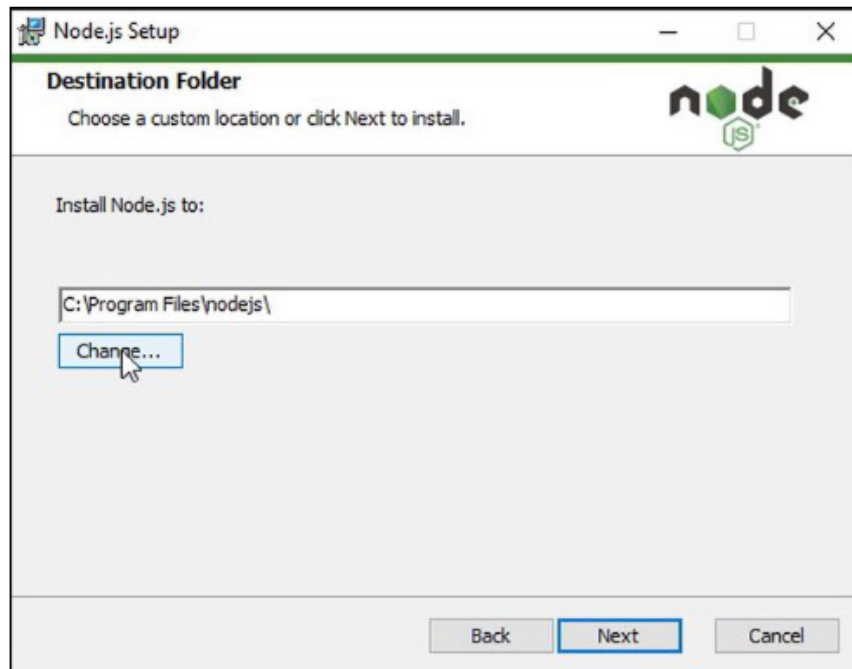 Node.js Setup
Destination Folder
Choose a custom location or click Next to install.
node
JS
Install Node.js to:
C:\Program Files\nodejs\
Change...
Back Next Cancel